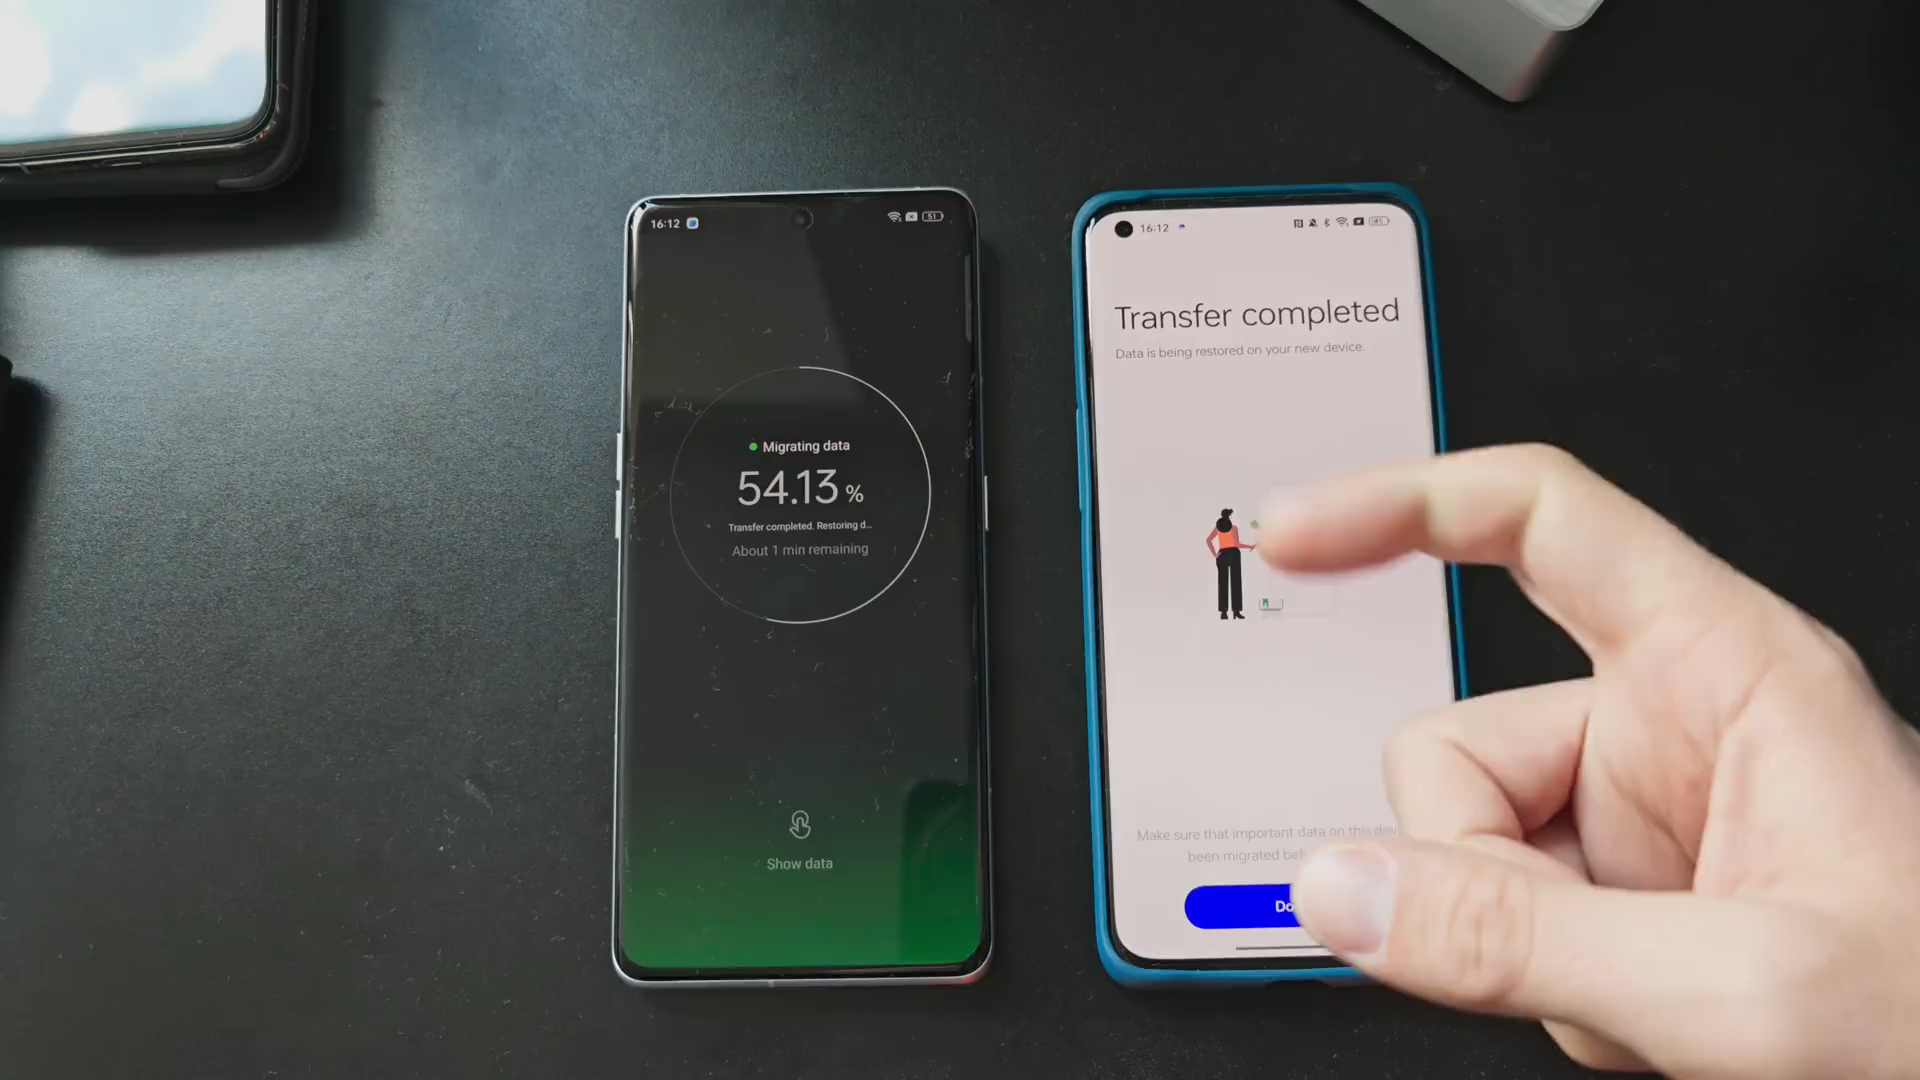 16:12
51
Migrating data
54.13 %
Transfer completed. Restoring d...
About 1 min remaining
Show data
16:12
Transfer completed
Data is being restored on your new device.
Make sure that important data on this
been migrated